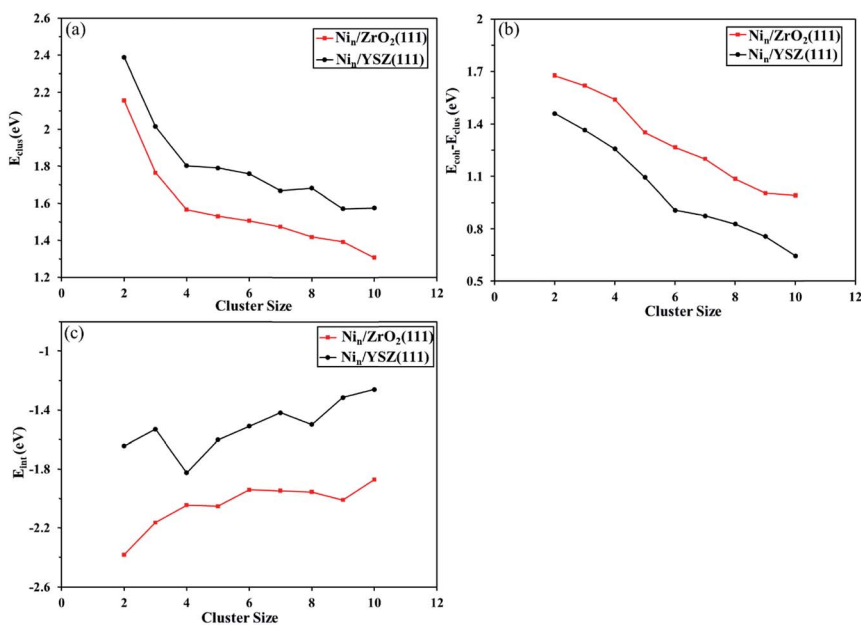 (a)
Ni_n/ZrO_2(111)
Ni_n/YSZ(111)
E_clus(eV)
2.6
2.4
2.2
2
1.8
1.6
1.4
1.2
0 2 4 6 8 10 12
Cluster Size
(b)
Ni_n/ZrO_2(111)
Ni_n/YSZ(111)
E_coh-E_clus (eV)
2
1.7
1.4
1.1
0.8
0.5
0 2 4 6 8 10 12
Cluster Size
(c)
Ni_n/ZrO_2(111)
Ni_n/YSZ(111)
E_int (eV)
-1
-1.4
-1.8
-2.2
-2.6
0 2 4 6 8 10 12
Cluster Size